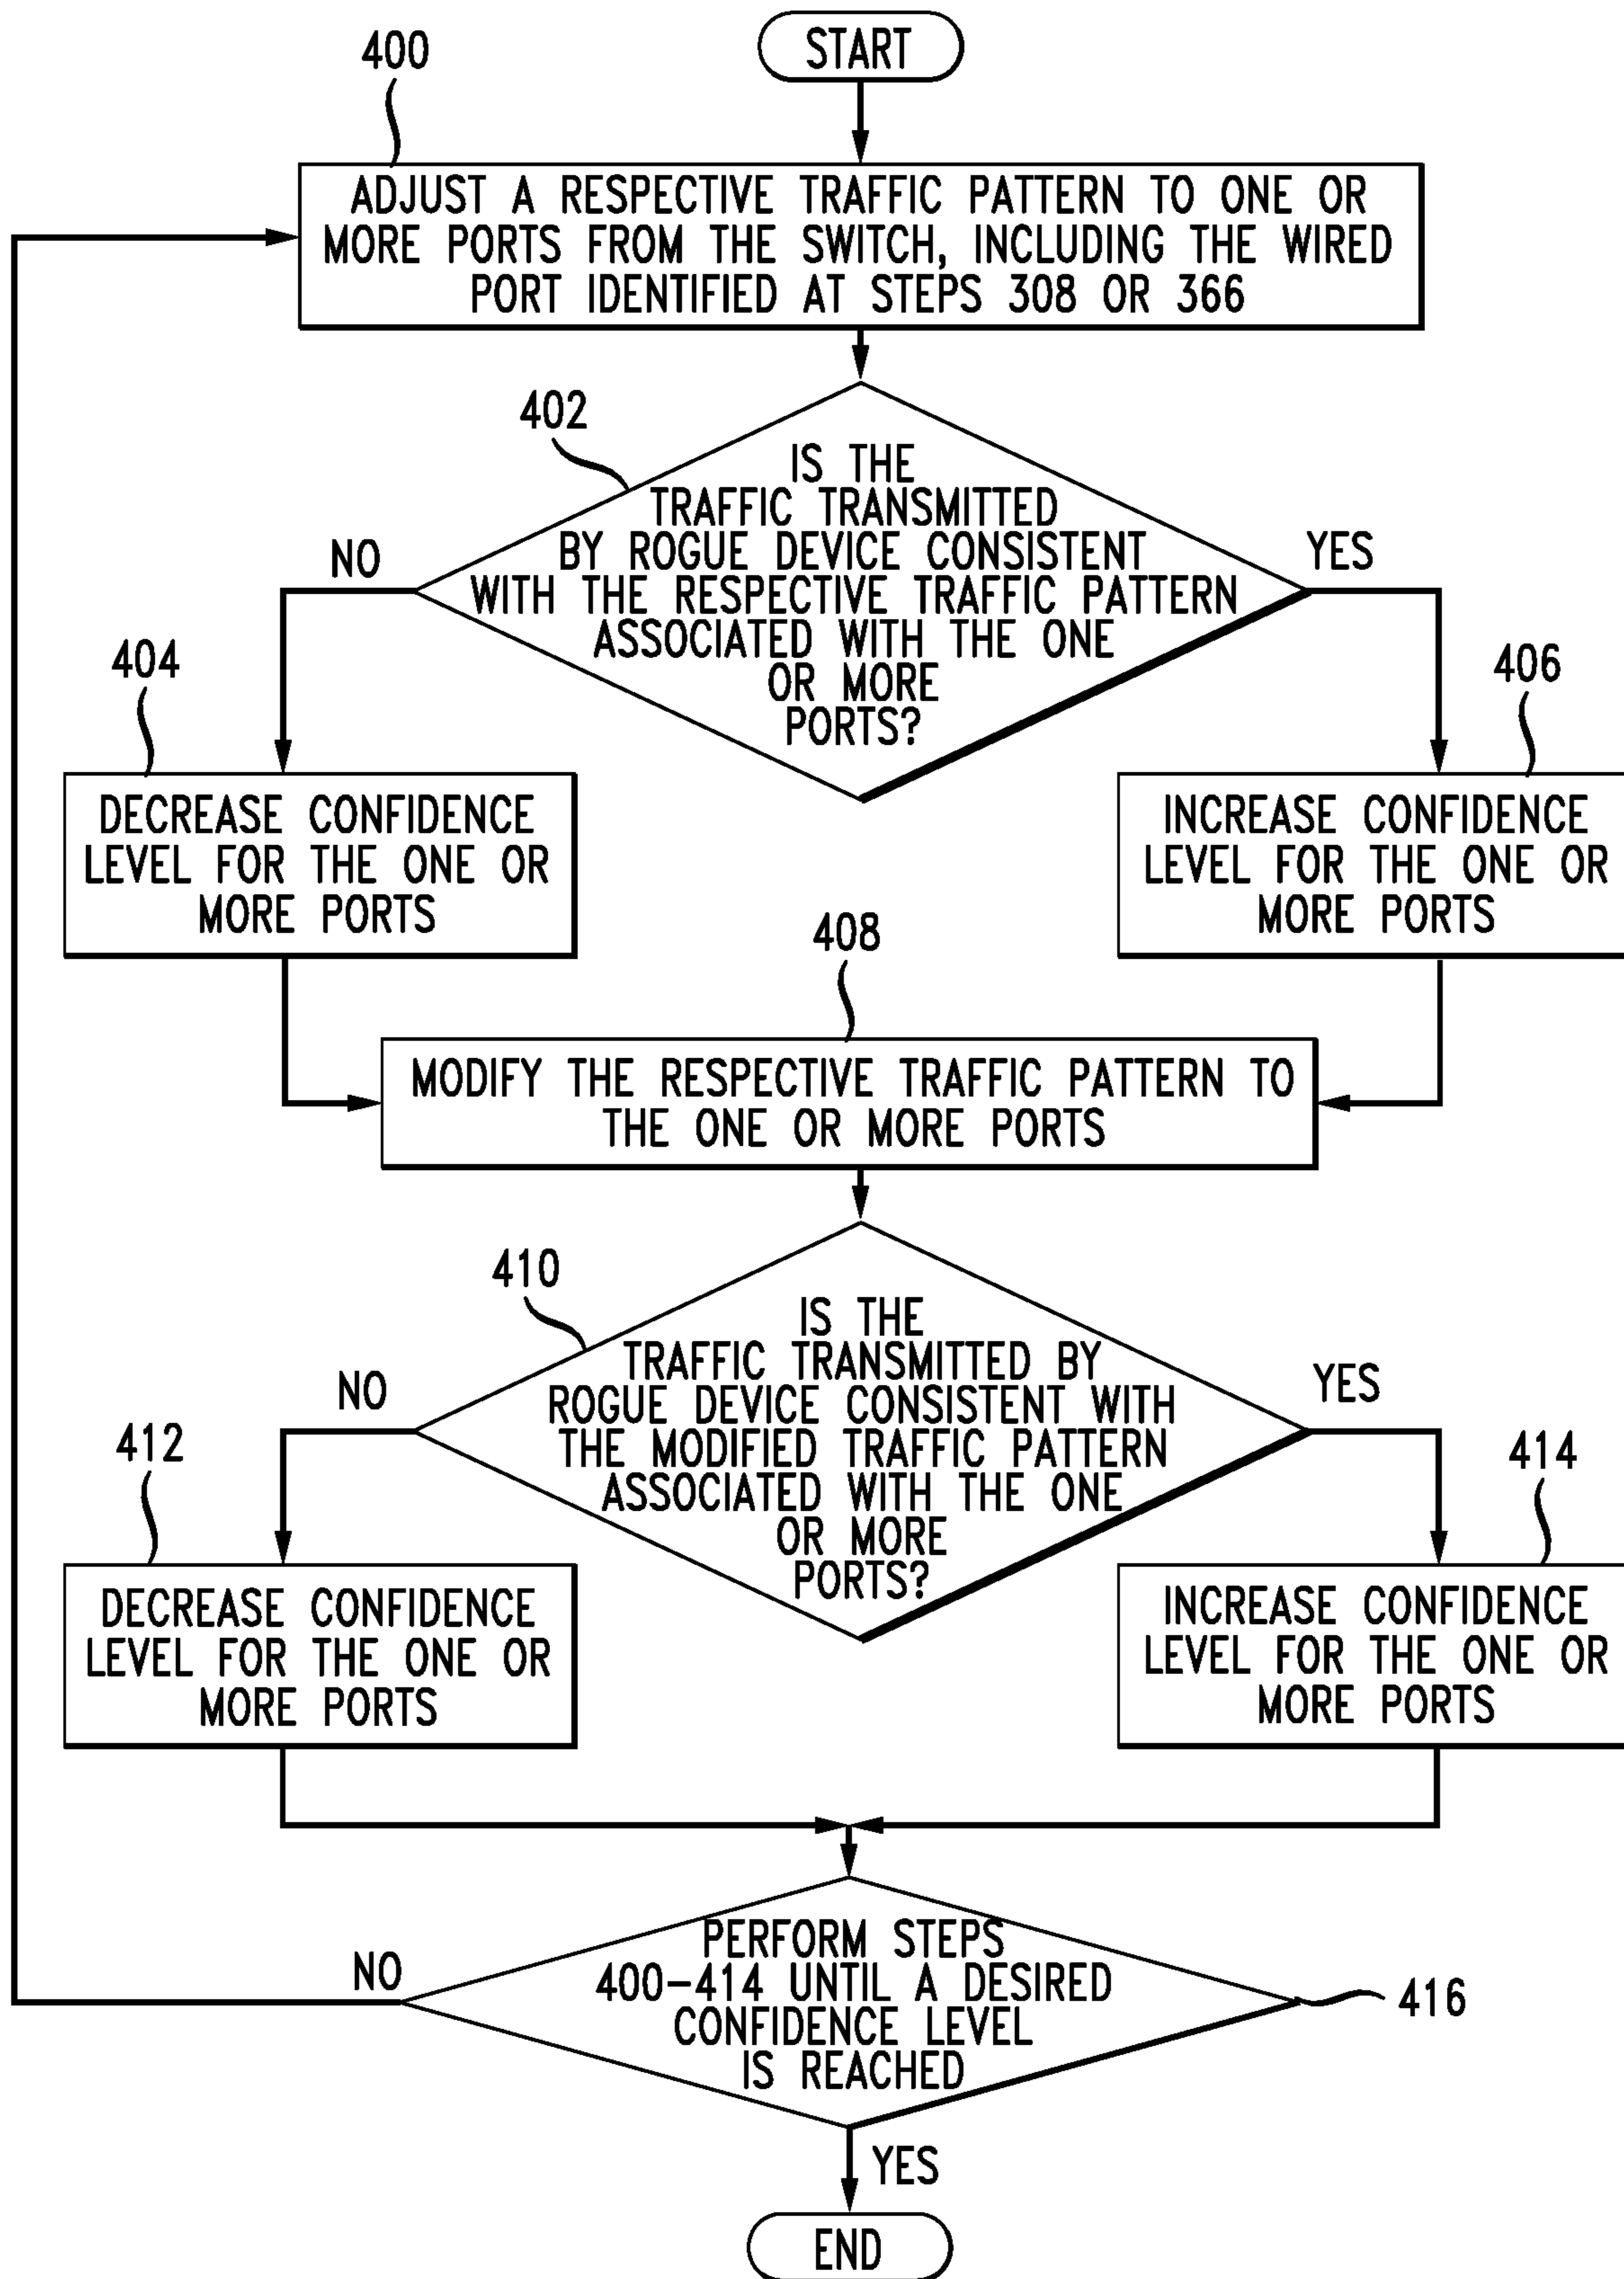 START
400
ADJUST A RESPECTIVE TRAFFIC PATTERN TO ONE OR
MORE PORTS FROM THE SWITCH, INCLUDING THE WIRED
PORT IDENTIFIED AT STEPS 308 OR 366
402
IS THE
TRAFFIC TRANSMITTED
BY ROGUE DEVICE CONSISTENT
WITH THE RESPECTIVE TRAFFIC PATTERN
ASSOCIATED WITH THE ONE
OR MORE
PORTS?
NO
YES
404
DECREASE CONFIDENCE
LEVEL FOR THE ONE OR
MORE PORTS
406
INCREASE CONFIDENCE
LEVEL FOR THE ONE OR
MORE PORTS
408
MODIFY THE RESPECTIVE TRAFFIC PATTERN TO
THE ONE OR MORE PORTS
410
IS THE
TRAFFIC TRANSMITTED BY
ROGUE DEVICE CONSISTENT WITH
THE MODIFIED TRAFFIC PATTERN
ASSOCIATED WITH THE ONE
OR MORE
PORTS?
NO
YES
412
DECREASE CONFIDENCE
LEVEL FOR THE ONE OR
MORE PORTS
414
INCREASE CONFIDENCE
LEVEL FOR THE ONE OR
MORE PORTS
PERFORM STEPS
400-414 UNTIL A DESIRED
CONFIDENCE LEVEL
IS REACHED
NO
416
YES
END